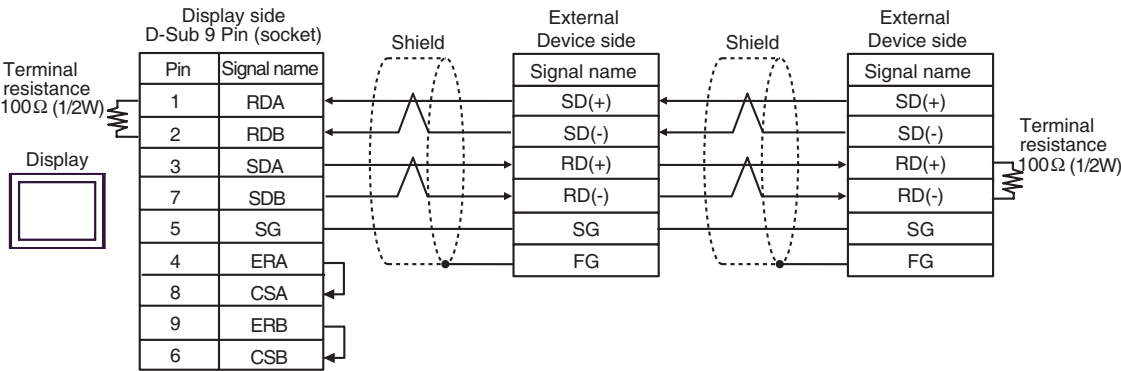 Display side
D-Sub 9 Pin (socket)
External
Device side
External
Device side
Shield
Shield
Terminal
resistance
100Ω (1/2W)
Display
Pin Signal name
1 RDA
2 RDB
3 SDA
7 SDB
5 SG
4 ERA
8 CSA
9 ERB
6 CSB
Signal name
SD(+)
SD(-)
RD(+)
RD(-)
SG
FG
Signal name
SD(+)
SD(-)
RD(+)
RD(-)
SG
FG
Terminal
resistance
100Ω (1/2W)